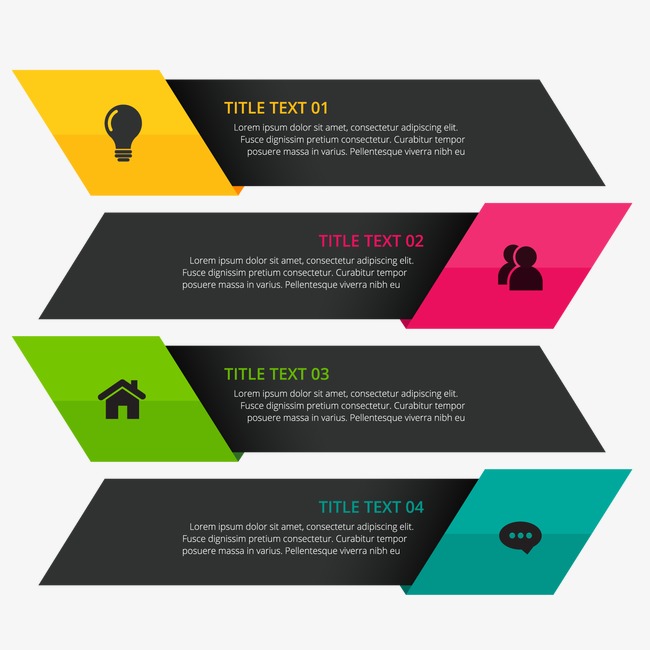 TITLE TEXT 01
Lorem ipsum dolor sit amet, consectetur adipiscing elit.
Fusce dignissim pretium consectetur. Curabitur tempor
posuere massa in varius. Pellentesque viverra neh eu
TITLE TEXT 02
Lorem ipsum dolor sit amet, consectetur adipiscing elit.
Fusce dignissim pretium consectetur. Curabitur tempor
posuere massa in varius. Pellentesque viverra nibh eu
TITLE TEXT 03
Lorem ipsum dolor sit amet, consectetur adipiscing elit.
Fusce dignissim pretium consectetur. Curabitur tempor
posuere massa in varius. Pellentesque viverra neh eu
TITLE TEXT 04
Lorem ipsum dolor sit amet, consectetur adipiscing elit.
Fusce dignissim pretium consectetur. Curabitur tempor
posuere massa in varius. Pellentesque viverra nibh eu